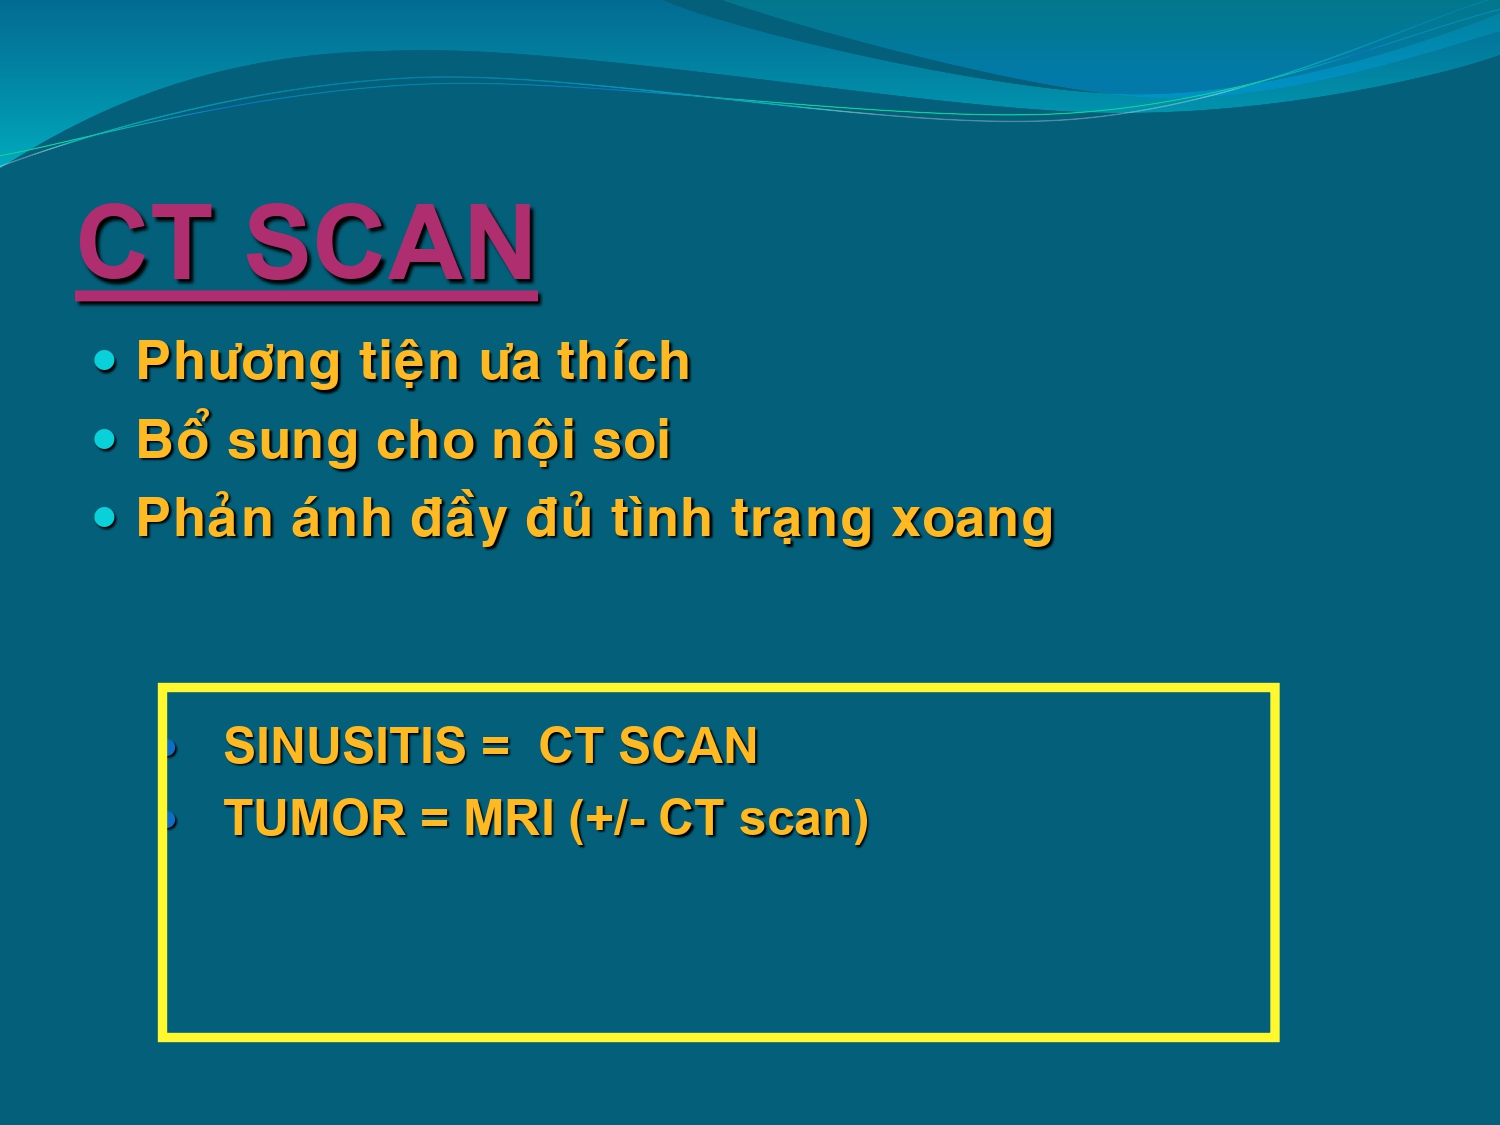 CT SCAN
Phương tiện ưa thích
Bổ sung cho nội soi
Phản ánh đầy đủ tình trạng xoang
SINUSITIS = CT SCAN
TUMOR = MRI (+/- CT scan)